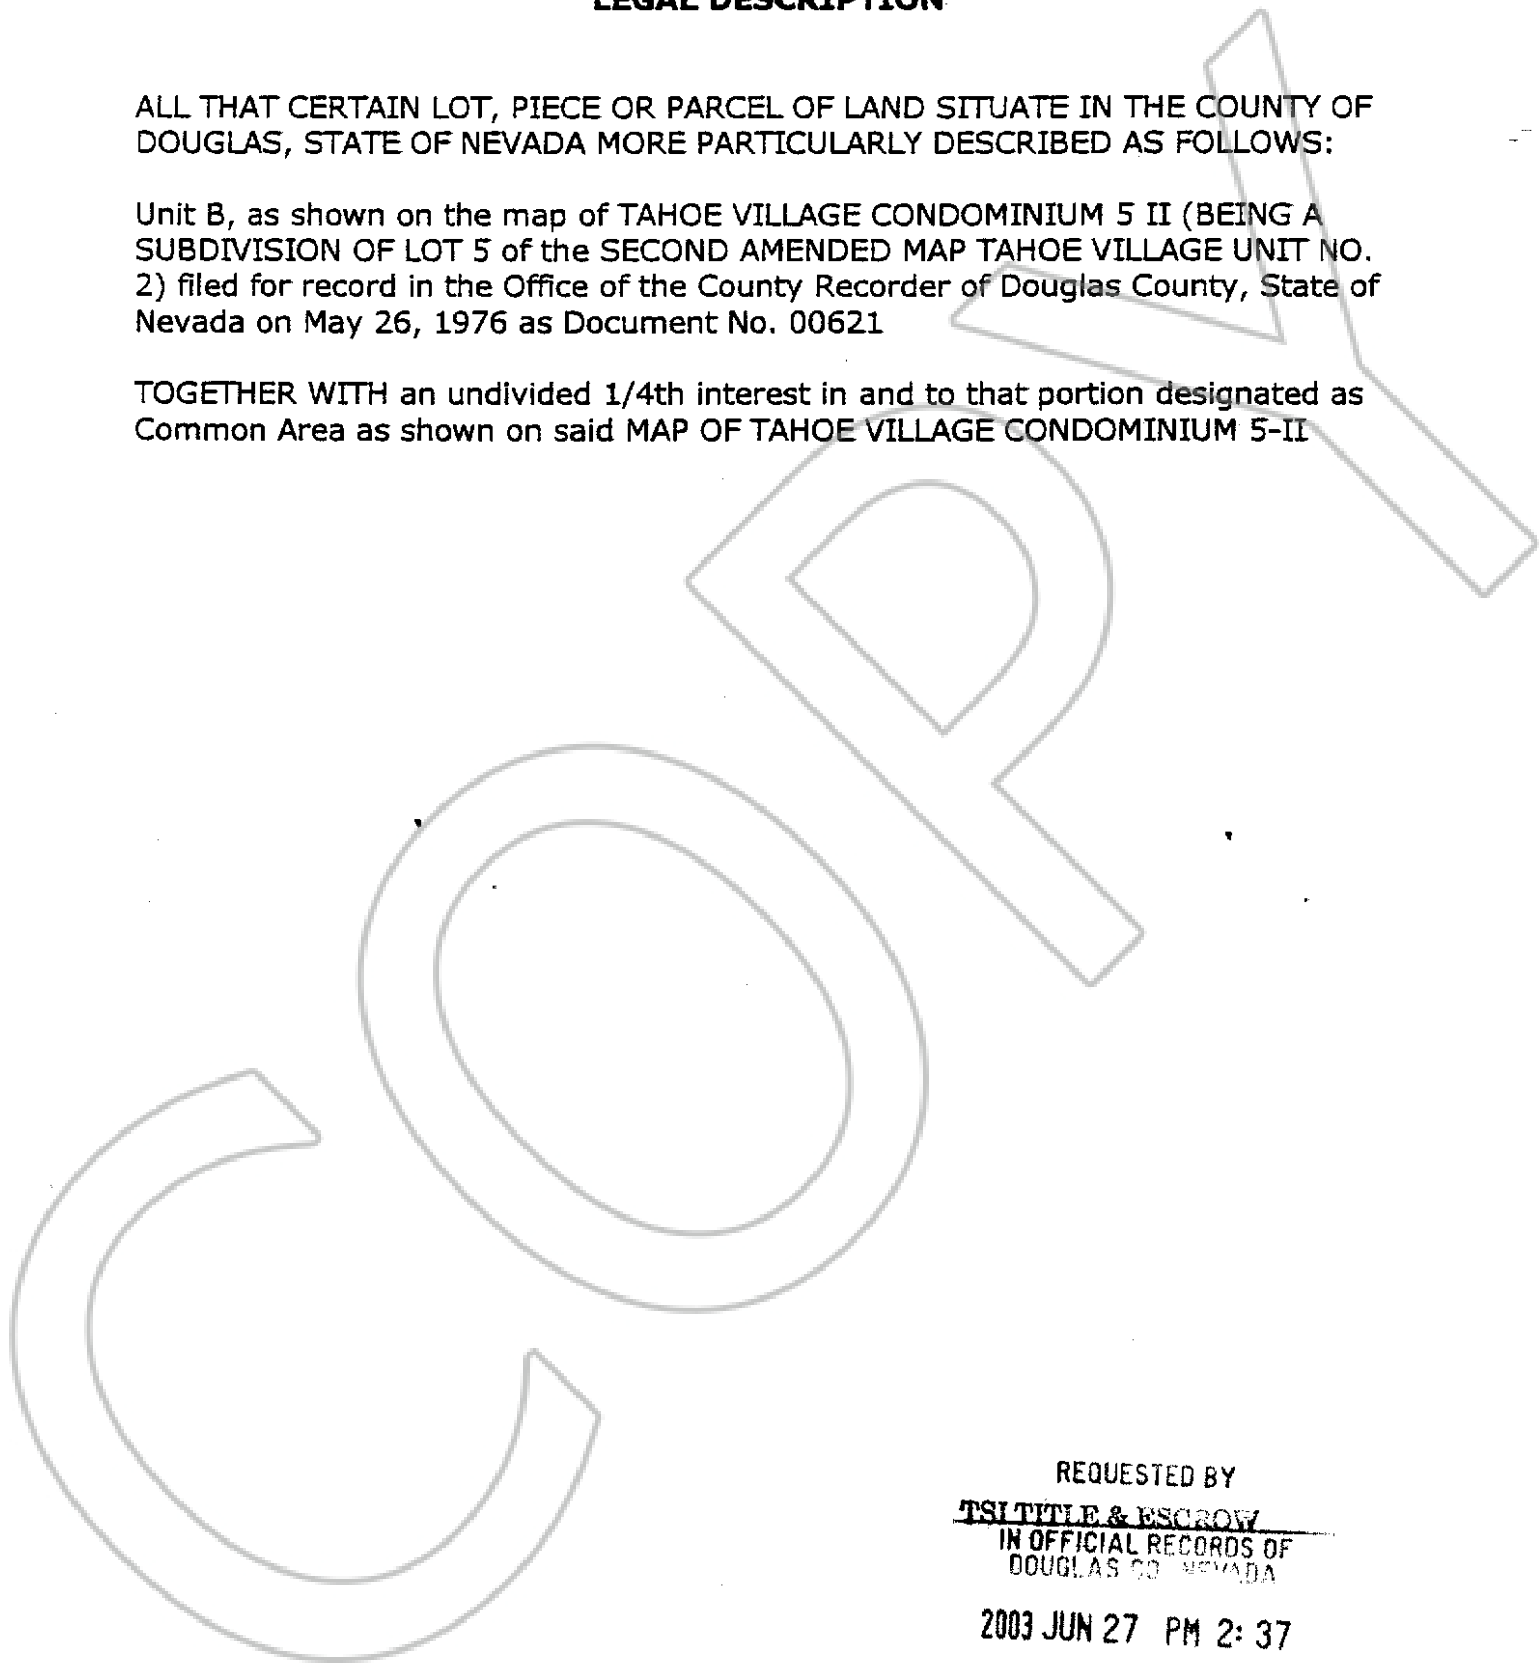 LEGAL DESCRIPTION
ALL THAT CERTAIN LOT, PIECE OR PARCEL OF LAND SITUATE IN THE COUNTY OF
DOUGLAS, STATE OF NEVADA MORE PARTICULARLY DESCRIBED AS FOLLOWS:
Unit B, as shown on the map of TAHOE VILLAGE CONDOMINIUM 5 II (BEING A
SUBDIVISION OF LOT 5 of the SECOND AMENDED MAP TAHOE VILLAGE UNIT NO.
2) filed for record in the Office of the County Recorder of Douglas County, State of
Nevada on May 26, 1976 as Document No. 00621
TOGETHER WITH an undivided 1/4th interest in and to that portion designated as
Common Area as shown on said MAP OF TAHOE VILLAGE CONDOMINIUM 5-II
COPY
REQUESTED BY
TSI TITLE & ESCROW
IN OFFICIAL RECORDS OF
DOUGLAS CO NEVADA
2003 JUN 27 PM 2: 37